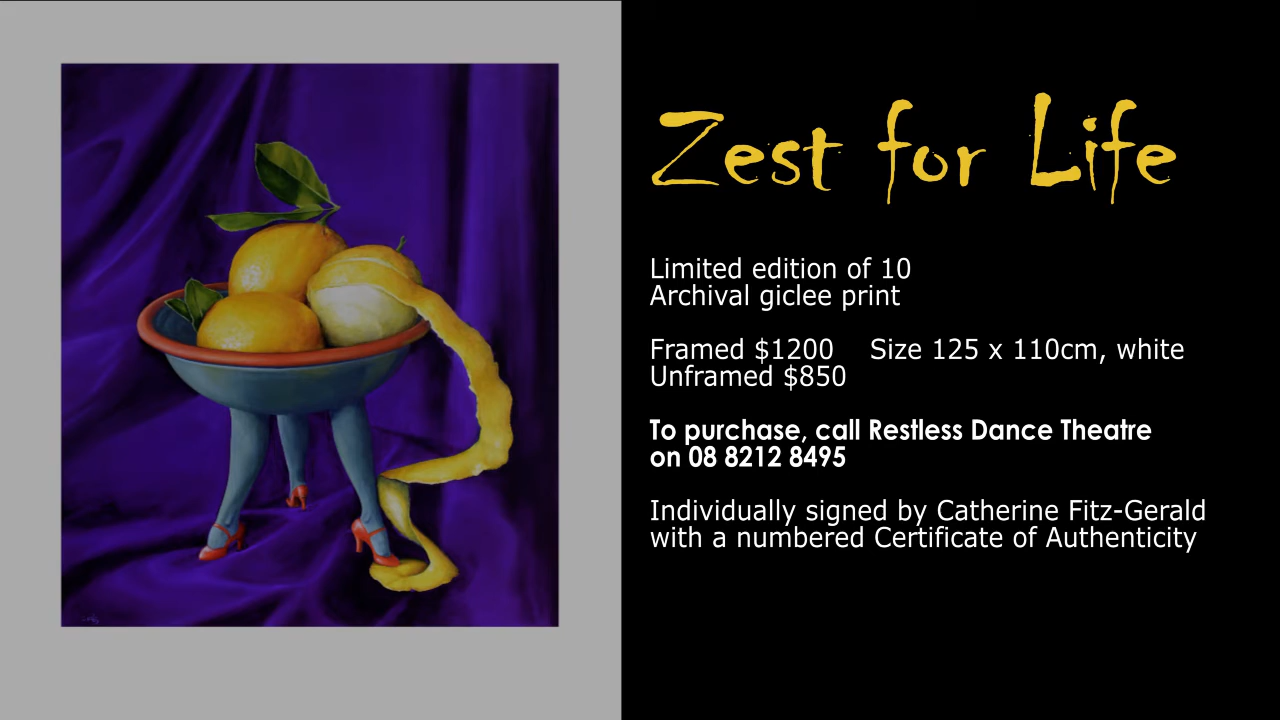 Zest for Life
Limited edition of 10
Archival giclee print
Framed $1200 Size 125 x 110cm, white
Unframed $850
To purchase, call Restless Dance Theatre
on 08 8212 8495
Individually signed by Catherine Fitz-Gerald
with a numbered Certificate of Authenticity